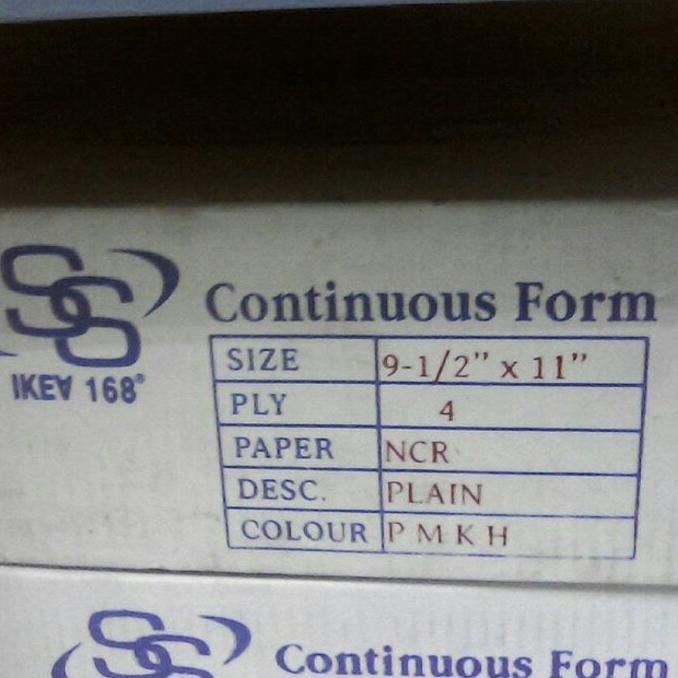 SS
IKEA 168°
Continuous Form
SIZE 9-1/2" x 11"
PLY 4
PAPER NCR
DESC. PLAIN
COLOUR P M K H
SS
Continuous Form